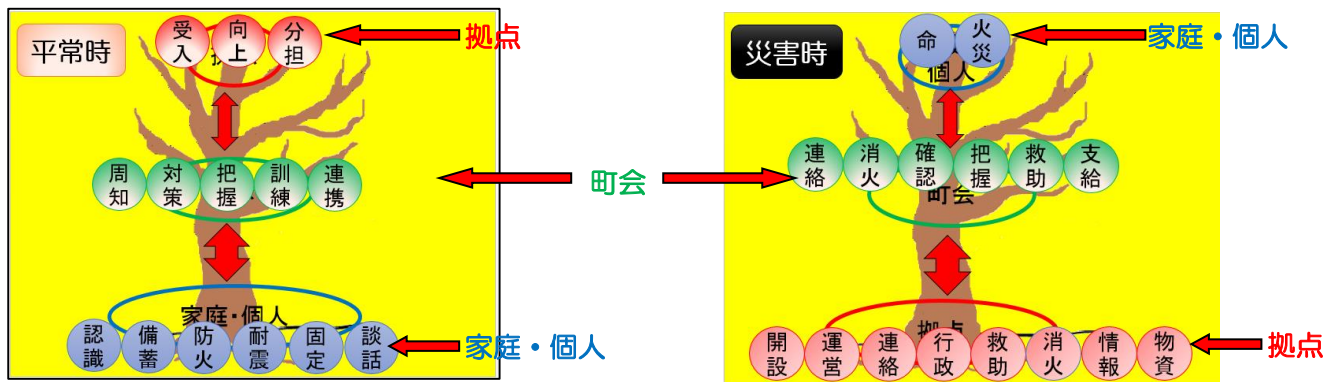 平常時
受入
向上
分担
拠点
周知
対策
把握
訓練
連携
町会
家庭・個人
認識
備蓄
防火
耐震
固定
談話
家庭・個人
災害時
命
火災
個人
家庭・個人
連絡
消火
確認
把握
救助
支給
町会
拠点
開設
運営
連絡
行政
救助
消火
情報
物資
拠点